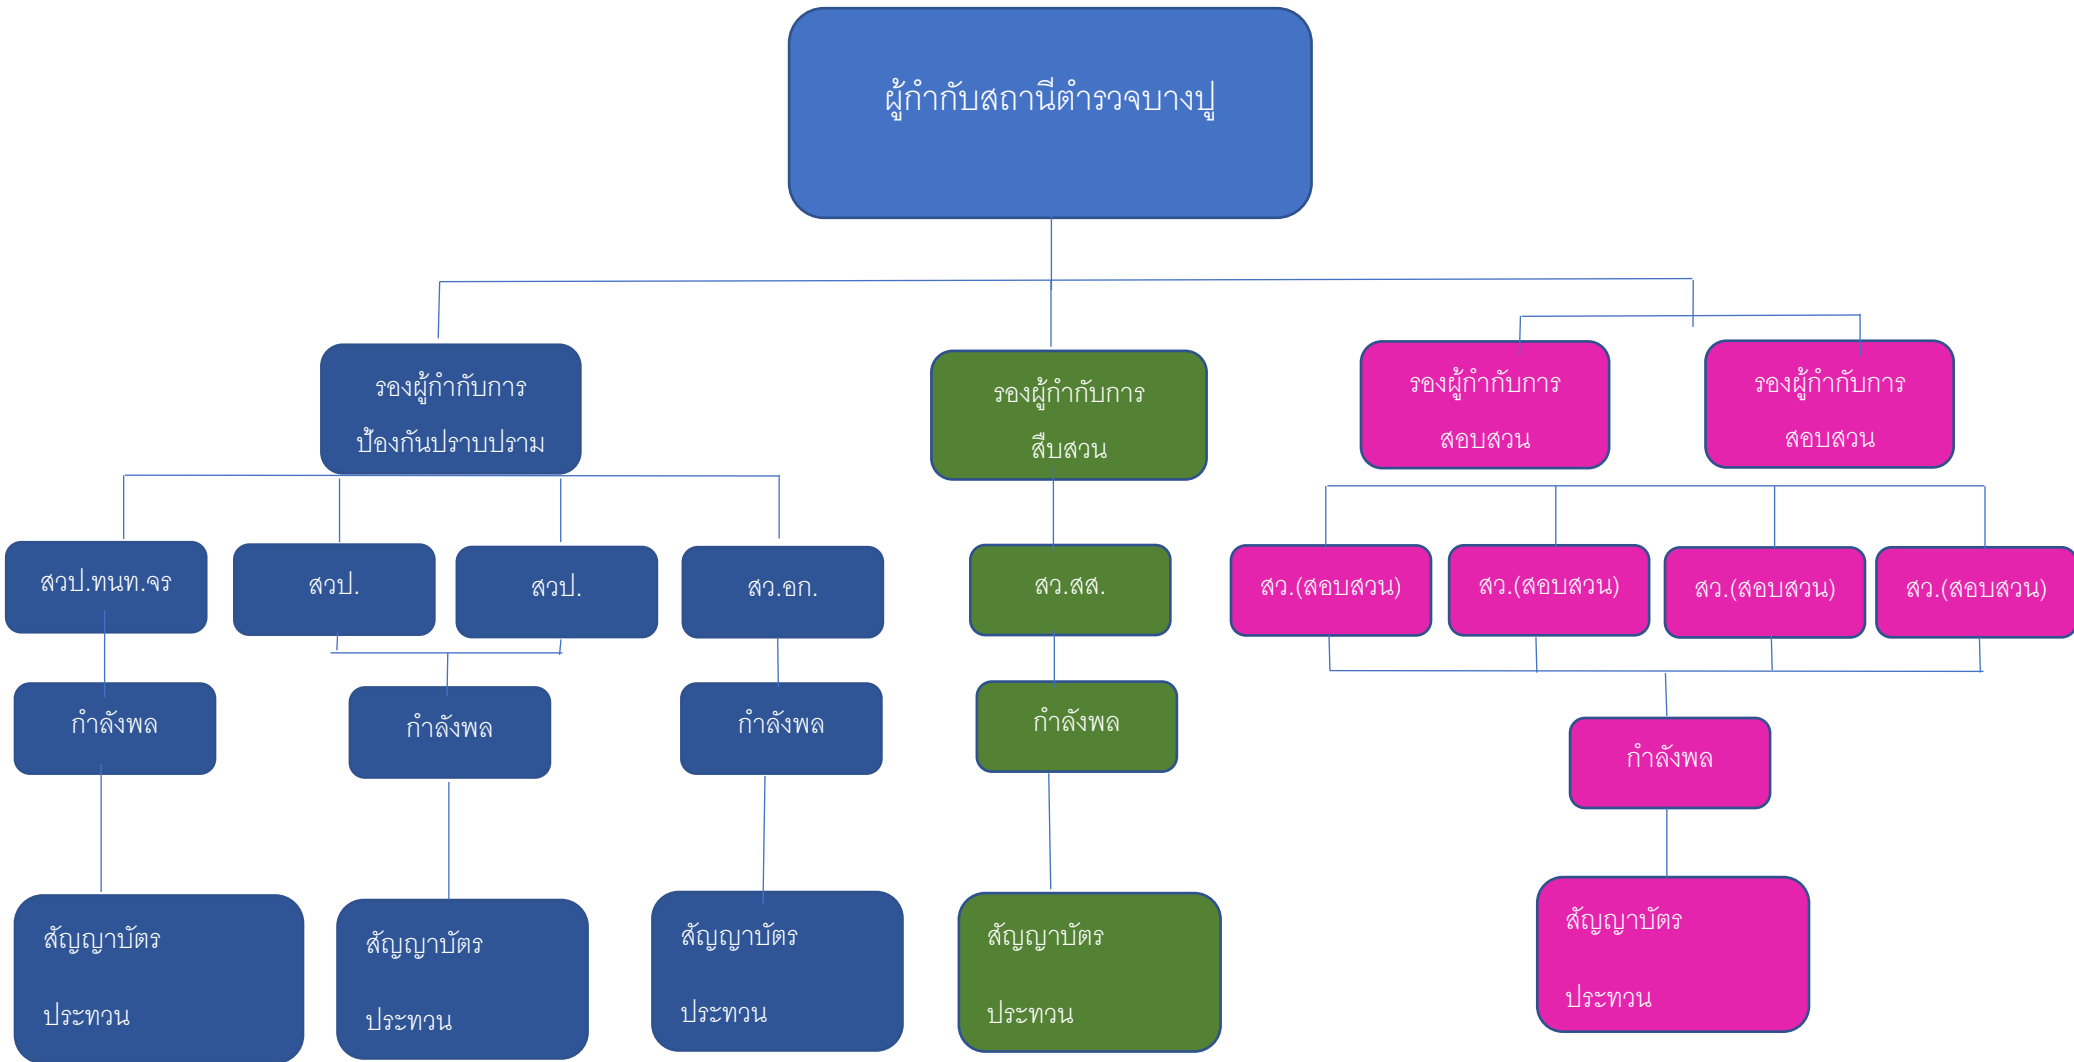 ผู้กำกับสถานีตำรวจบางปู
รองผู้กำกับการ
ป้องกันปราบปราม
รองผู้กำกับการ
สืบสวน
รองผู้กำกับการ
สอบสวน
รองผู้กำกับการ
สอบสวน
สวป.ทนท.จร
สวป.
สวป.
สว.อก.
สว.สส.
สว.(สอบสวน)
สว.(สอบสวน)
สว.(สอบสวน)
สว.(สอบสวน)
กำลังพล
กำลังพล
กำลังพล
กำลังพล
กำลังพล
สัญญาบัตร
ประทวน
สัญญาบัตร
ประทวน
สัญญาบัตร
ประทวน
สัญญาบัตร
ประทวน
สัญญาบัตร
ประทวน